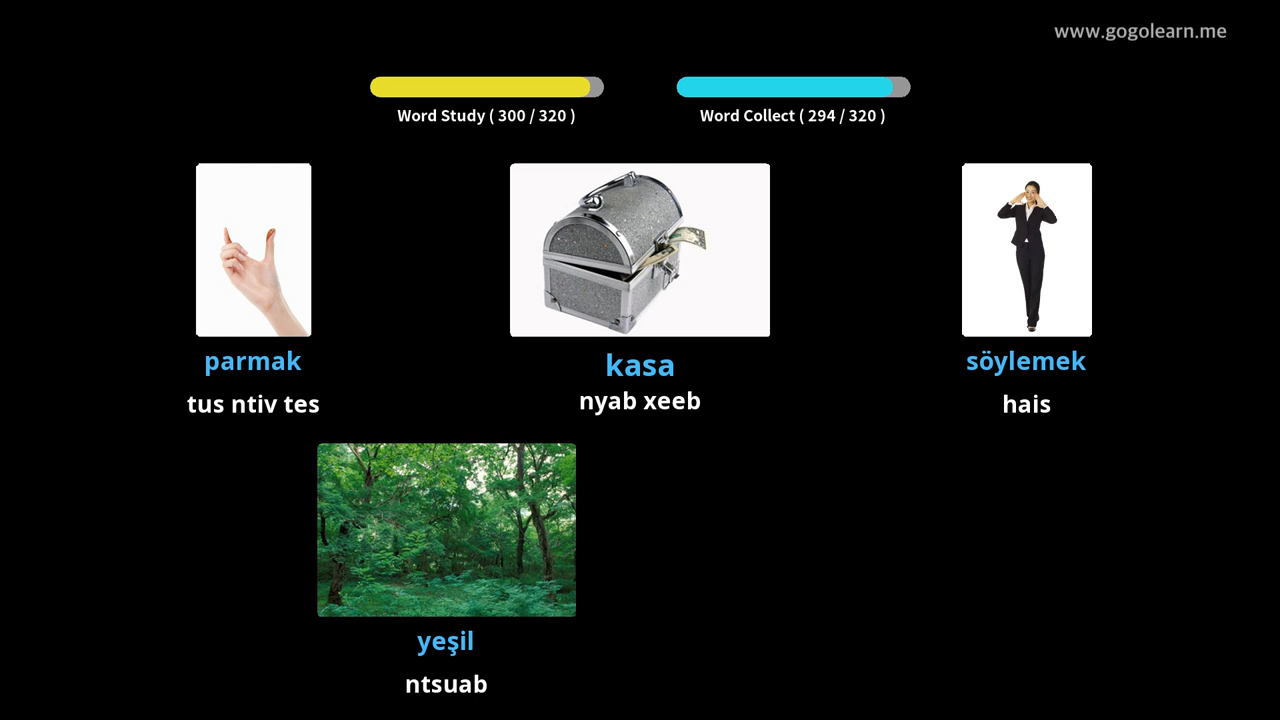 www.gogolearn.me
Word Study ( 300 / 320 )
Word Collect ( 294 / 320 )
parmak
kasa
söylemek
tus ntiv tes
nyab xeeb
hais
yeşil
ntsuab